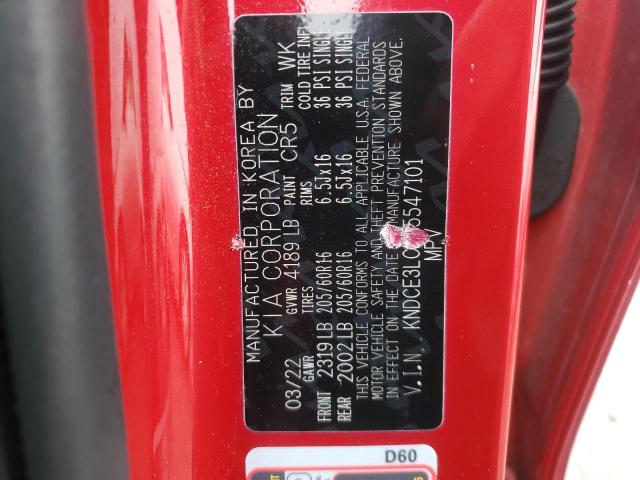 MANUFACTURED IN KOREA BY
KIA CORPORATION
03/22 GVWR 4189 LB PAINT CR5 TRIM WK
GAWR TIRES RIMS COLD TIRE INFL
FRONT 2319 LB 205/60R16 6.5Jx16 36 PSI SINGLE
REAR 2002 LB 205/60R16 6.5Jx16 36 PSI SINGLE
THIS VEHICLE CONFORMS TO ALL APPLICABLE U.S.A. FEDERAL
MOTOR VEHICLE SAFETY AND THEFT PREVENTION STANDARDS
IN EFFECT ON THE DATE MANUFACTURE SHOWN ABOVE.
V.I.N. 
MPV
D60